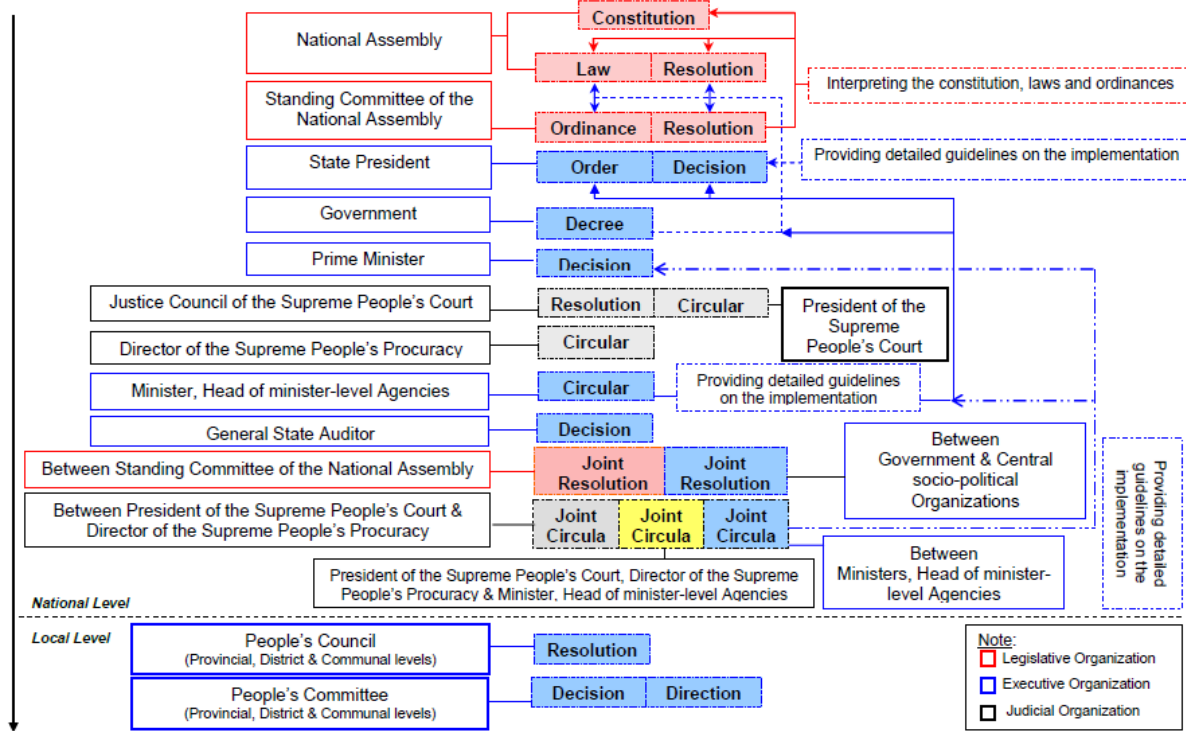 Constitution
National Assembly
Law
Resolution
Interpreting the constitution, laws and ordinances
Standing Committee of the
National Assembly
Ordinance
Resolution
State President
Order
Decision
Providing detailed guidelines on the implementation
Government
Decree
Prime Minister
Decision
Justice Council of the Supreme People's Court
Resolution
Circular
President of the
Supreme
People's Court
Director of the Supreme People's Procuracy
Circular
Minister, Head of minister-level Agencies
Circular
Providing detailed guidelines
on the implementation
General State Auditor
Decision
Between Standing Committee of the National Assembly
Joint
Resolution
Joint
Resolution
Between
Government & Central
socio-political
Organizations
Providing detailed
guidelines on the
implementation
Between President of the Supreme People's Court &
Director of the Supreme People's Procuracy
Joint
Circula
Joint
Circula
Joint
Circula
Between
Ministers, Head of minister-
level Agencies
President of the Supreme People's Court, Director of the Supreme
People's Procuracy & Minister, Head of minister-level Agencies
National Level
Local Level
People's Council
(Provincial, District & Communal levels)
Resolution
People's Committee
(Provincial, District & Communal levels)
Decision
Direction
Note:
Legislative Organization
Executive Organization
Judicial Organization